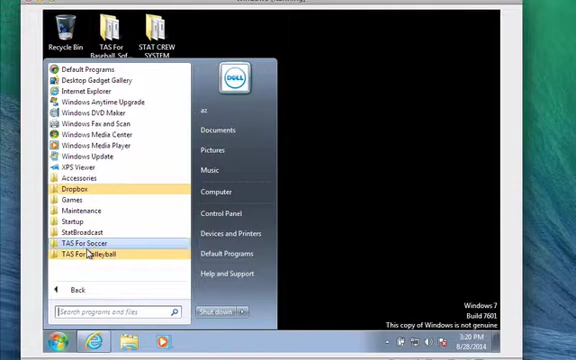 Recycle Bin
TAS For
Baseball_Sof...
STAT CREW
SYSTEM
Default Programs
Desktop Gadget Gallery
Internet Explorer
Windows Anytime Upgrade
Windows DVD Maker
Windows Fax and Scan
Windows Media Center
Windows Media Player
Windows Update
XPS Viewer
Accessories
Dropbox
Games
Maintenance
Startup
StatBroadcast
TAS For Soccer
TAS For Volleyball
Back
Search programs and files
DELL
az
Documents
Pictures
Music
Computer
Control Panel
Devices and Printers
Default Programs
Help and Support
Shut down
Windows 7
Build 7601
This copy of Windows is not genuine
3:20 PM
8/28/2014